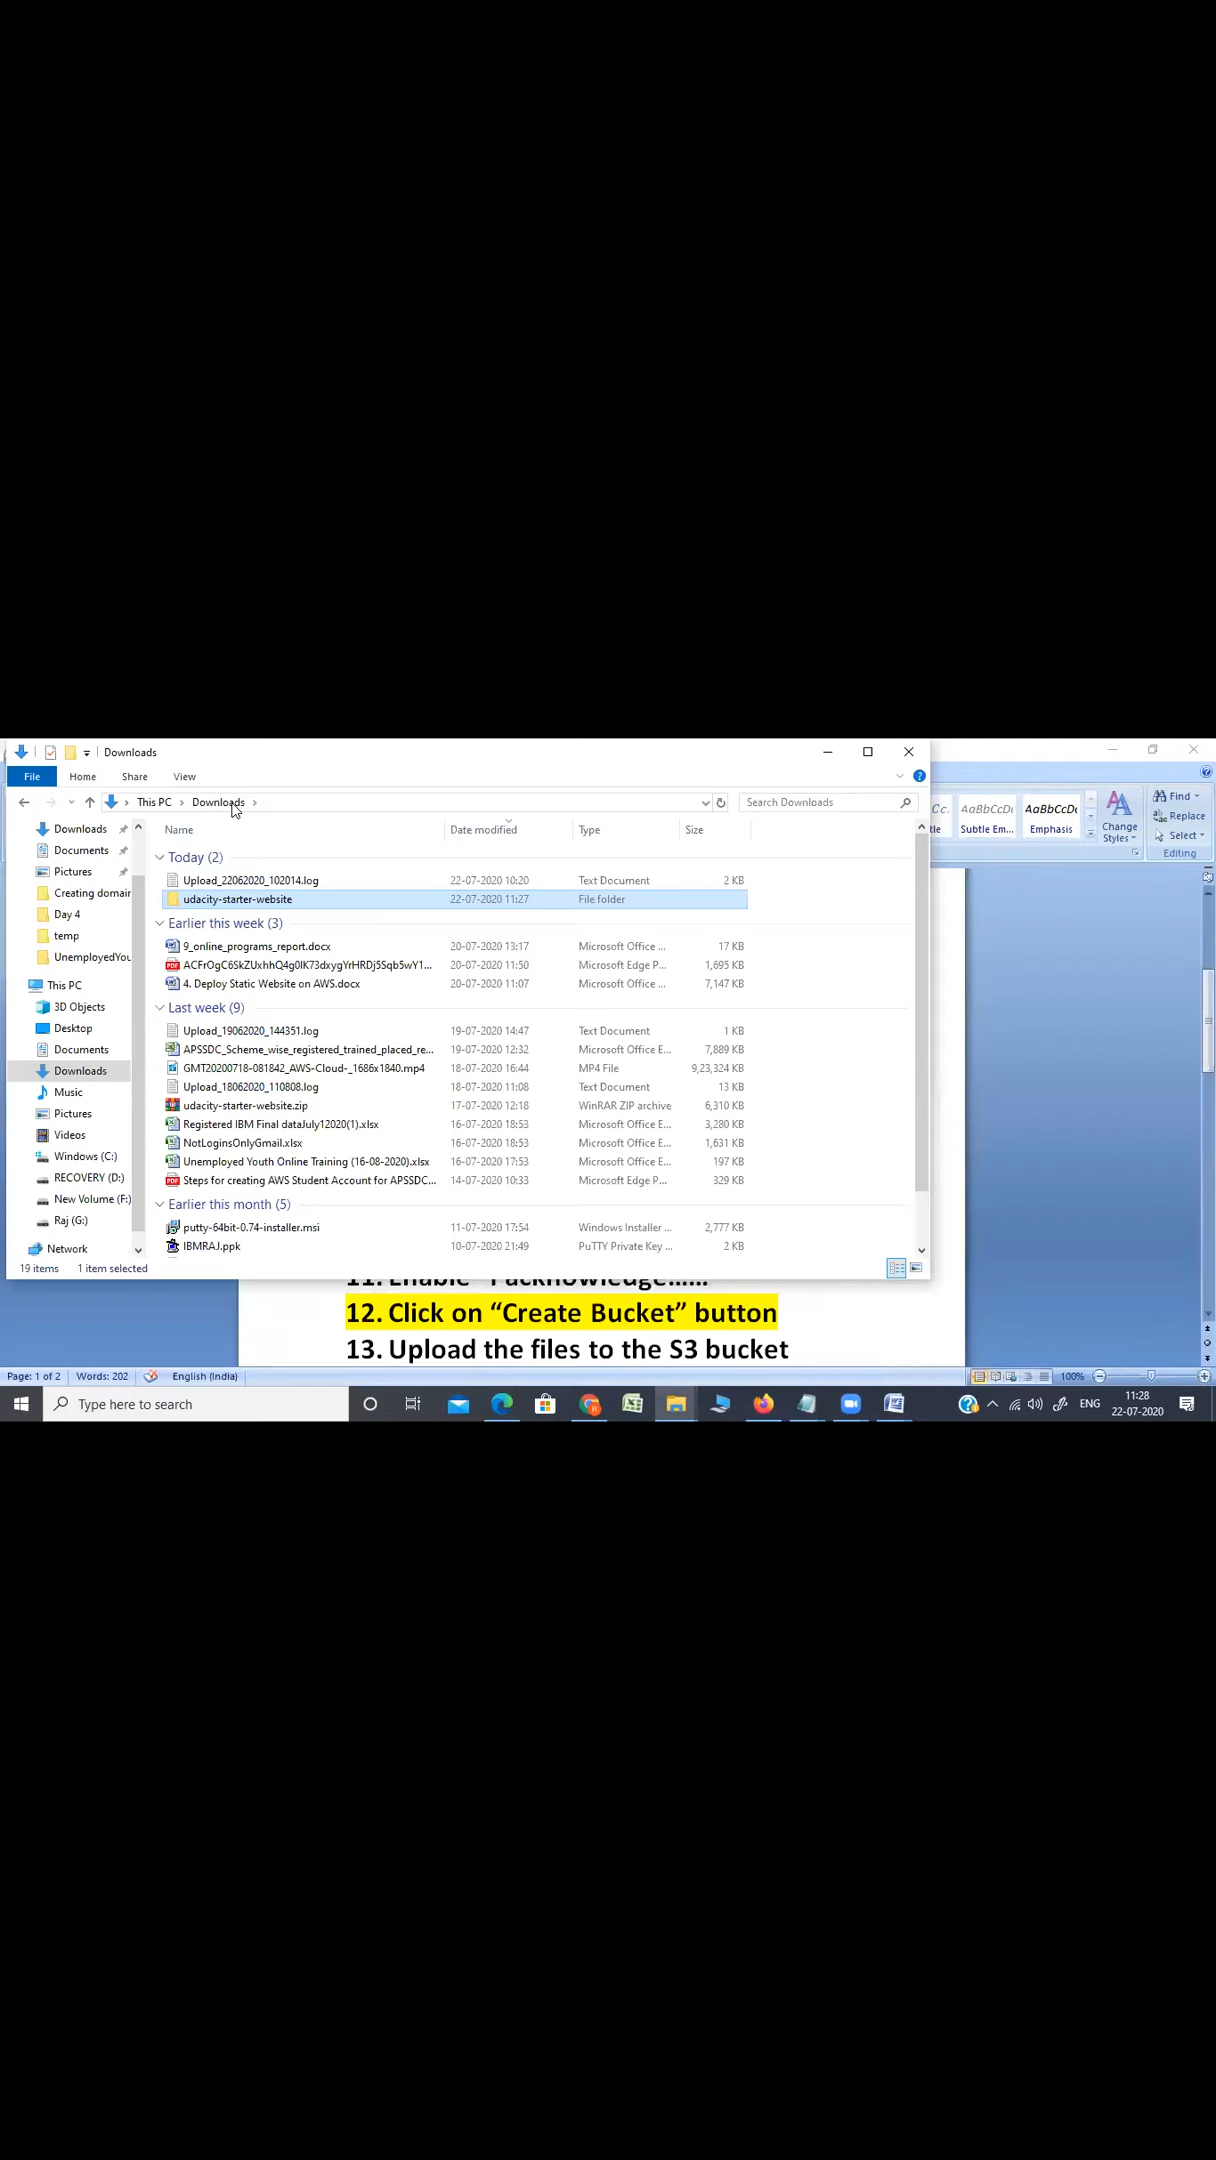 Downloads
File Home Share View
This PC Downloads
Search Downloads
Downloads
Documents
Pictures
Creating domain
Day 4
temp
UnemployedYou
This PC
3D Objects
Desktop
Documents
Downloads
Music
Pictures
Videos
Windows (C:)
RECOVERY (D:)
New Volume (F:)
Raj (G:)
Network
Name Date modified Type Size
Today (2)
Upload_22062020_102014.log 22-07-2020 10:20 Text Document 2 KB
udacity-starter-website 22-07-2020 11:27 File folder
Earlier this week (3)
9_online_programs_report.docx 20-07-2020 13:17 Microsoft Office ... 17 KB
20-07-2020 11:50 Microsoft Edge P... 1,695 KB
4. Deploy Static Website on AWS.docx 20-07-2020 11:07 Microsoft Office ... 7,147 KB
Last week (9)
Upload_19062020_144351.log 19-07-2020 14:47 Text Document 1 KB
APSSDC_Scheme_wise_registered_trained_placed_re... 19-07-2020 12:32 Microsoft Office E... 7,889 KB
GMT20200718-081842_AWS-Cloud-_1686x1840.mp4 18-07-2020 16:44 MP4 File 9,23,324 KB
Upload_18062020_110808.log 18-07-2020 11:08 Text Document 13 KB
udacity-starter-website.zip 17-07-2020 12:18 WinRAR ZIP archive 6,310 KB
Registered IBM Final dataJuly12020(1).xlsx 16-07-2020 18:53 Microsoft Office E... 3,280 KB
NotLoginsOnlyGmail.xlsx 16-07-2020 18:53 Microsoft Office E... 1,631 KB
Unemployed Youth Online Training (16-08-2020).xlsx 16-07-2020 17:53 Microsoft Office E... 197 KB
Steps for creating AWS Student Account for APSSDC... 14-07-2020 10:33 Microsoft Edge P... 329 KB
Earlier this month (5)
putty-64bit-0.74-installer.msi 11-07-2020 17:54 Windows Installer ... 2,777 KB
IBMRAJ.ppk 10-07-2020 21:49 PuTTY Private Key ... 2 KB
19 items 1 item selected
AaBbCcDc AaBbCcDc
Subtle Em... Emphasis
Change
Styles
Find
Replace
Select
Editing
11. Enable “I acknowledge......
12. Click on “Create Bucket” button
13. Upload the files to the S3 bucket
Page: 1 of 2 Words: 202 English (India) 100%
Type here to search
ENG
11:28
22-07-2020